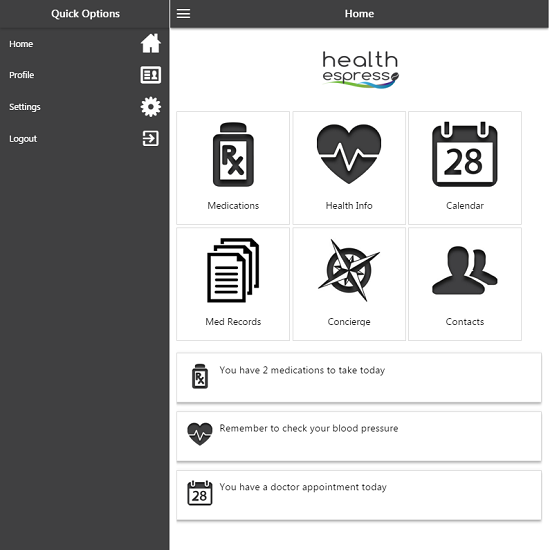 Quick Options
Home
Profile
Settings
Logout
Home
health
espresso
Rx
28
Medications
Health Info
Calendar
Med Records
Concierge
Contacts
Rx
You have 2 medications to take today
Remember to check your blood pressure
28
You have a doctor appointment today